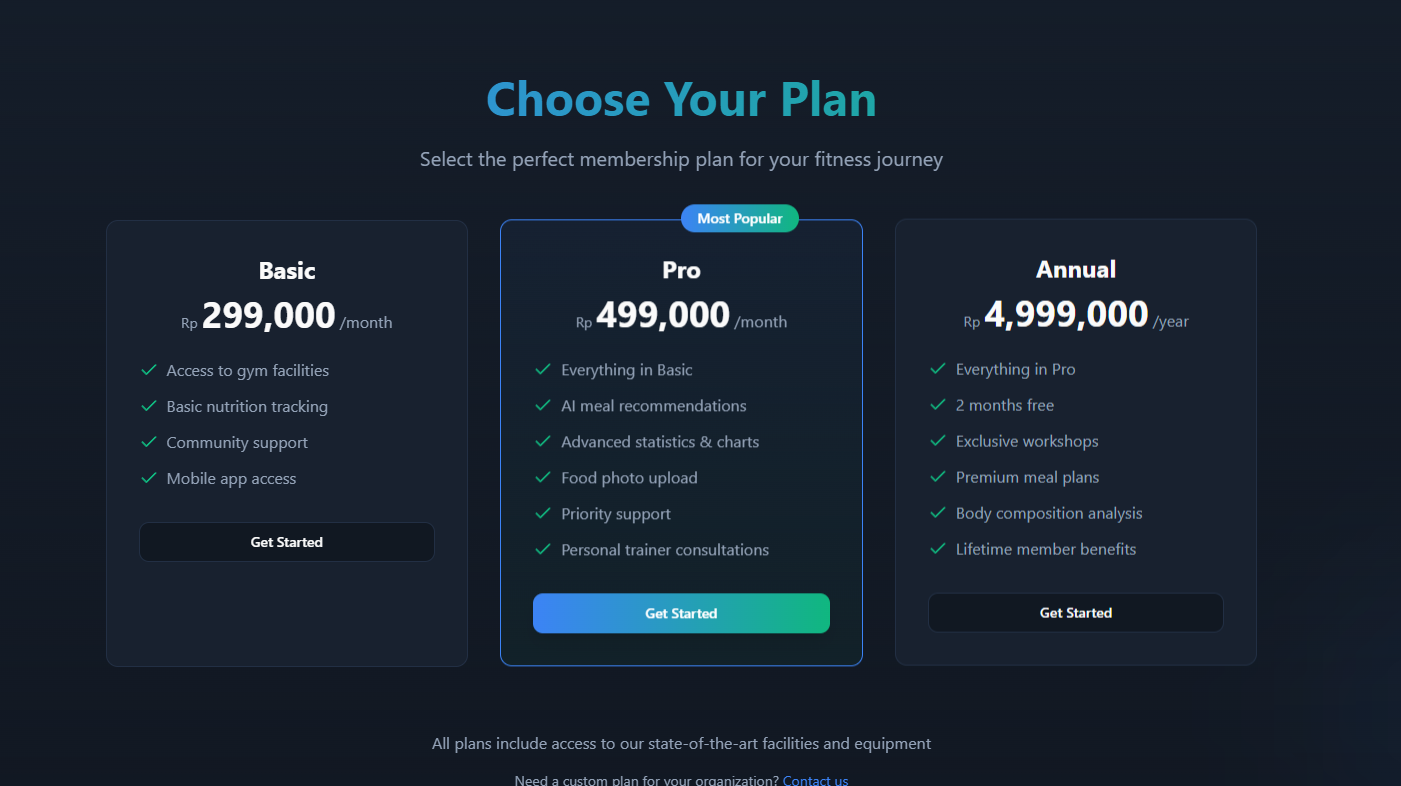 Choose Your Plan
Select the perfect membership plan for your fitness journey
Basic
Rp 299,000 /month
Access to gym facilities
Basic nutrition tracking
Community support
Mobile app access
Get Started
Most Popular
Pro
Rp 499,000 /month
Everything in Basic
AI meal recommendations
Advanced statistics & charts
Food photo upload
Priority support
Personal trainer consultations
Get Started
Annual
Rp 4,999,000 /year
Everything in Pro
2 months free
Exclusive workshops
Premium meal plans
Body composition analysis
Lifetime member benefits
Get Started
All plans include access to our state-of-the-art facilities and equipment
Need a custom plan for your organization? Contact us